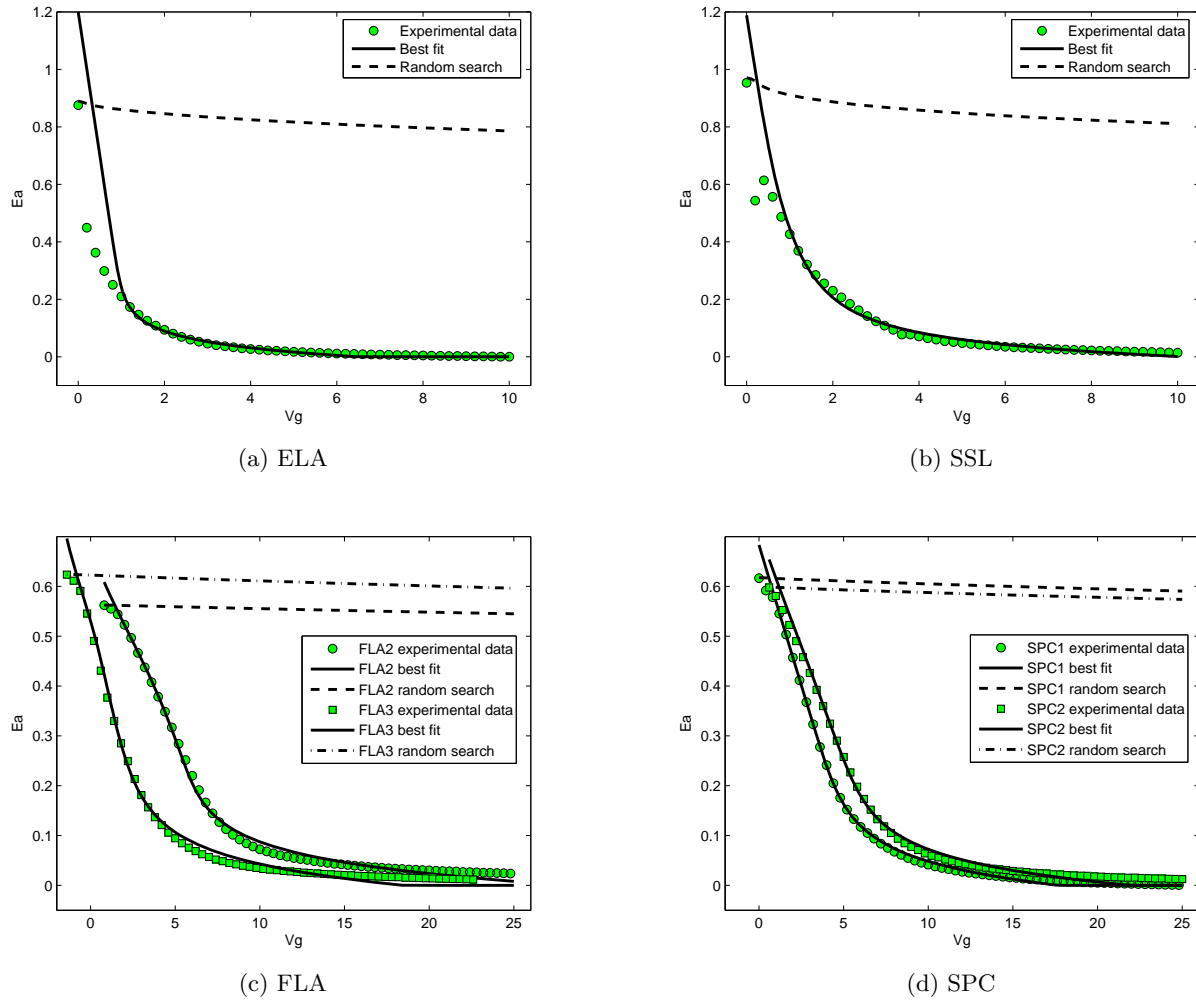 1.2
1
0.8
0.6
0.4
0.2
0
Ea
0 2 4 6 8 10
Vg
Experimental data
Best fit
Random search
(a) ELA
1.2
1
0.8
0.6
0.4
0.2
0
Ea
0 2 4 6 8 10
Vg
Experimental data
Best fit
Random search
(b) SSL
0.6
0.5
0.4
0.3
0.2
0.1
0
Ea
0 5 10 15 20 25
Vg
FLA2 experimental data
FLA2 best fit
FLA2 random search
FLA3 experimental data
FLA3 best fit
FLA3 random search
(c) FLA
0.6
0.5
0.4
0.3
0.2
0.1
0
Ea
0 5 10 15 20 25
Vg
SPC1 experimental data
SPC1 best fit
SPC1 random search
SPC2 experimental data
SPC2 best fit
SPC2 random search
(d) SPC